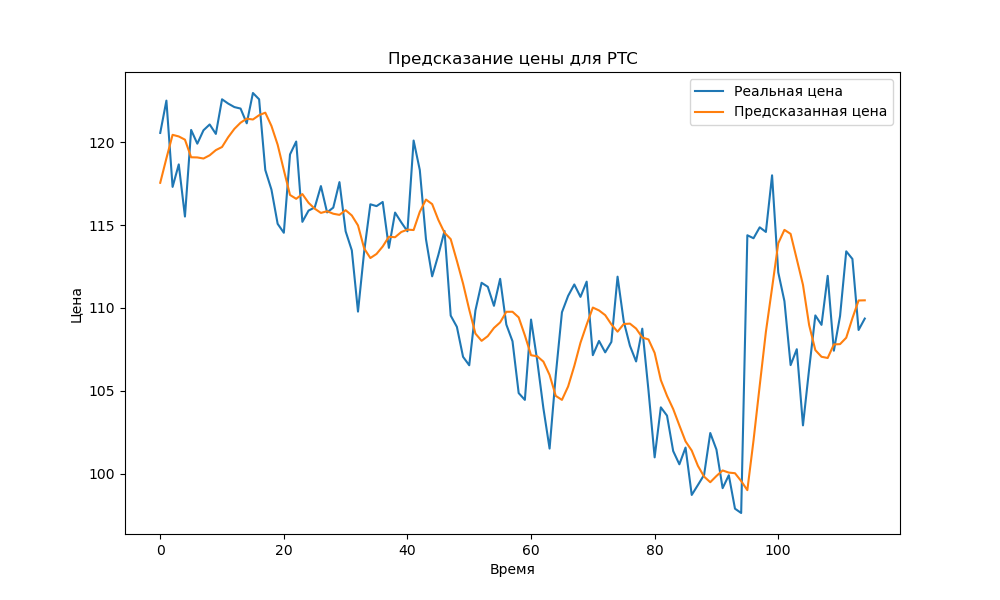 Предсказание цены для РТС
Реальная цена
Предсказанная цена
Цена
120
115
110
105
100
0 20 40 60 80 100
Время